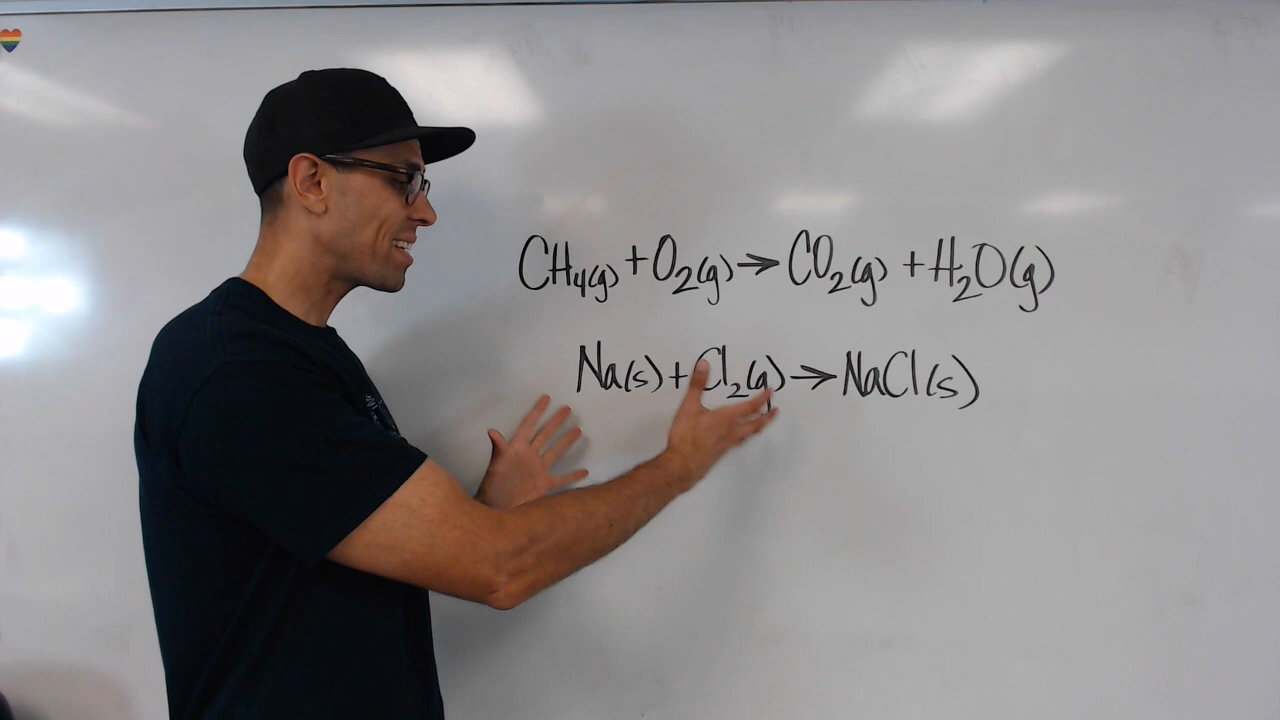 CH₄(g) + O₂(g) → CO₂(g) + H₂O(g)
Na(s) + Cl₂(g) → NaCl(s)